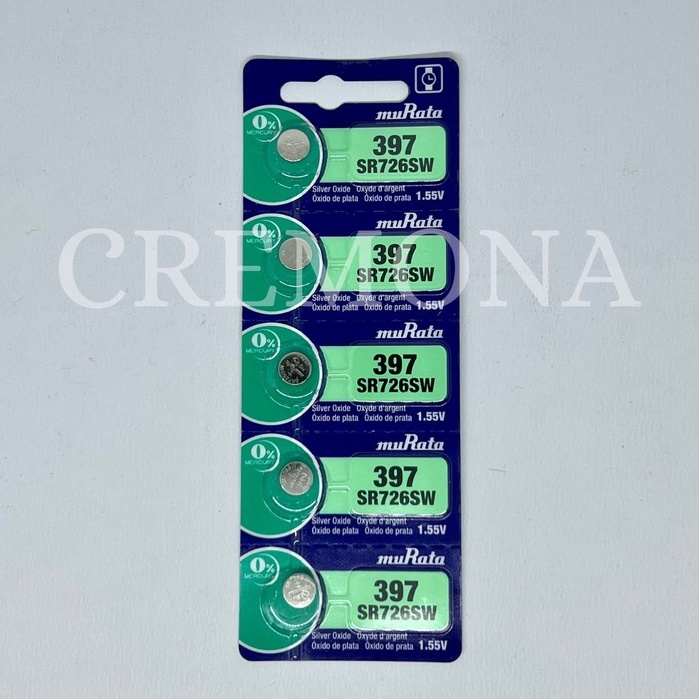 muRata
0%
MERCURY
397
SR726SW
Silver Oxide Oxyde d'argent
Óxido de plata Óxido de prata 1.55V
muRata
0%
MERCURY
397
SR726SW
CREMONA
Silver Oxide Oxyde d'argent
Óxido de plata Óxido de prata 1.55V
muRata
0%
MERCURY
397
SR726SW
Silver Oxide Oxyde d'argent
Óxido de plata Óxido de prata 1.55V
muRata
0%
MERCURY
397
SR726SW
Silver Oxide Oxyde d'argent
Óxido de plata Óxido de prata 1.55V
muRata
0%
MERCURY
397
SR726SW
Silver Oxide Oxyde d'argent
Óxido de plata Óxido de prata 1.55V